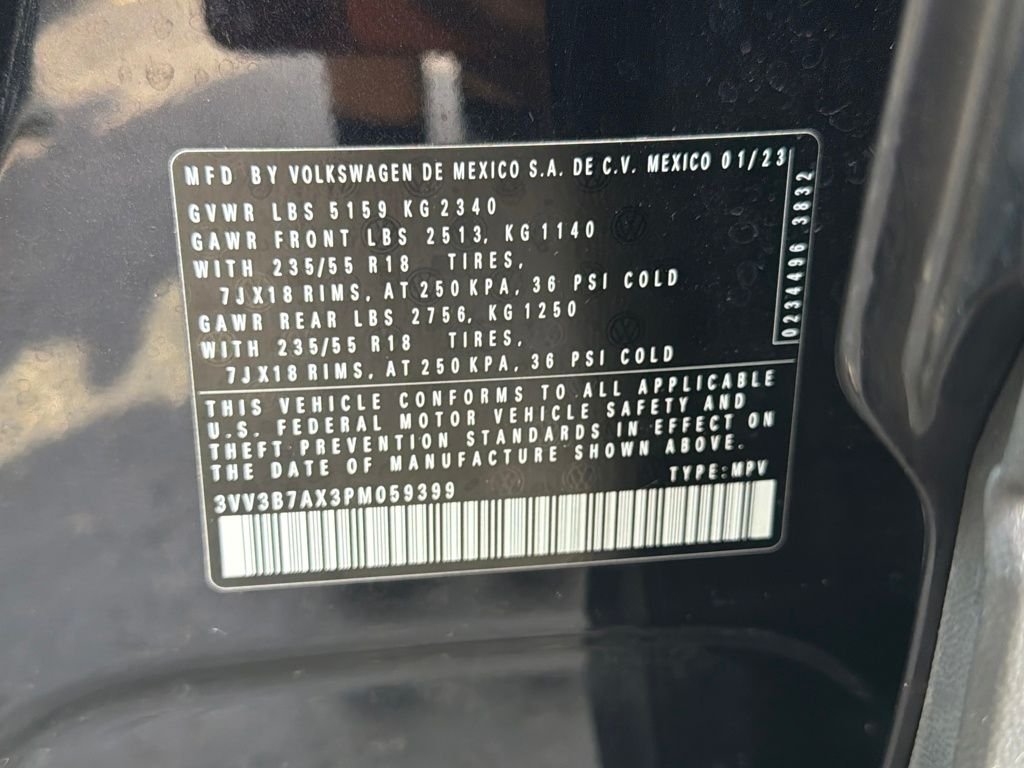 MFD BY VOLKSWAGEN DE MEXICO S.A. DE C.V. MEXICO 01/23
GVWR LBS 5159 KG 2340
GAWR FRONT LBS 2513, KG 1140
WITH 235/55 R18 TIRES,
7JX18 RIMS, AT 250 KPA, 36 PSI COLD
GAWR REAR LBS 2756, KG 1250
WITH 235/55 R18 TIRES,
7JX18 RIMS, AT 250 KPA, 36 PSI COLD
0234496 3832
THIS VEHICLE CONFORMS TO ALL APPLICABLE
U.S. FEDERAL MOTOR VEHICLE SAFETY AND
THEFT PREVENTION STANDARDS IN EFFECT ON
THE DATE OF MANUFACTURE SHOWN ABOVE.
TYPE:MPV
3VV3B7AX3PM059399